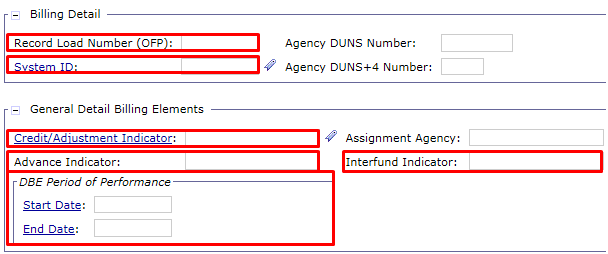 Billing Detail
Record Load Number (OFP): Agency DUNS Number:
System ID: Agency DUNS+4 Number:
General Detail Billing Elements
Credit/Adjustment Indicator: Assignment Agency:
Advance Indicator: Interfund Indicator:
DBE Period of Performance
Start Date:
End Date: